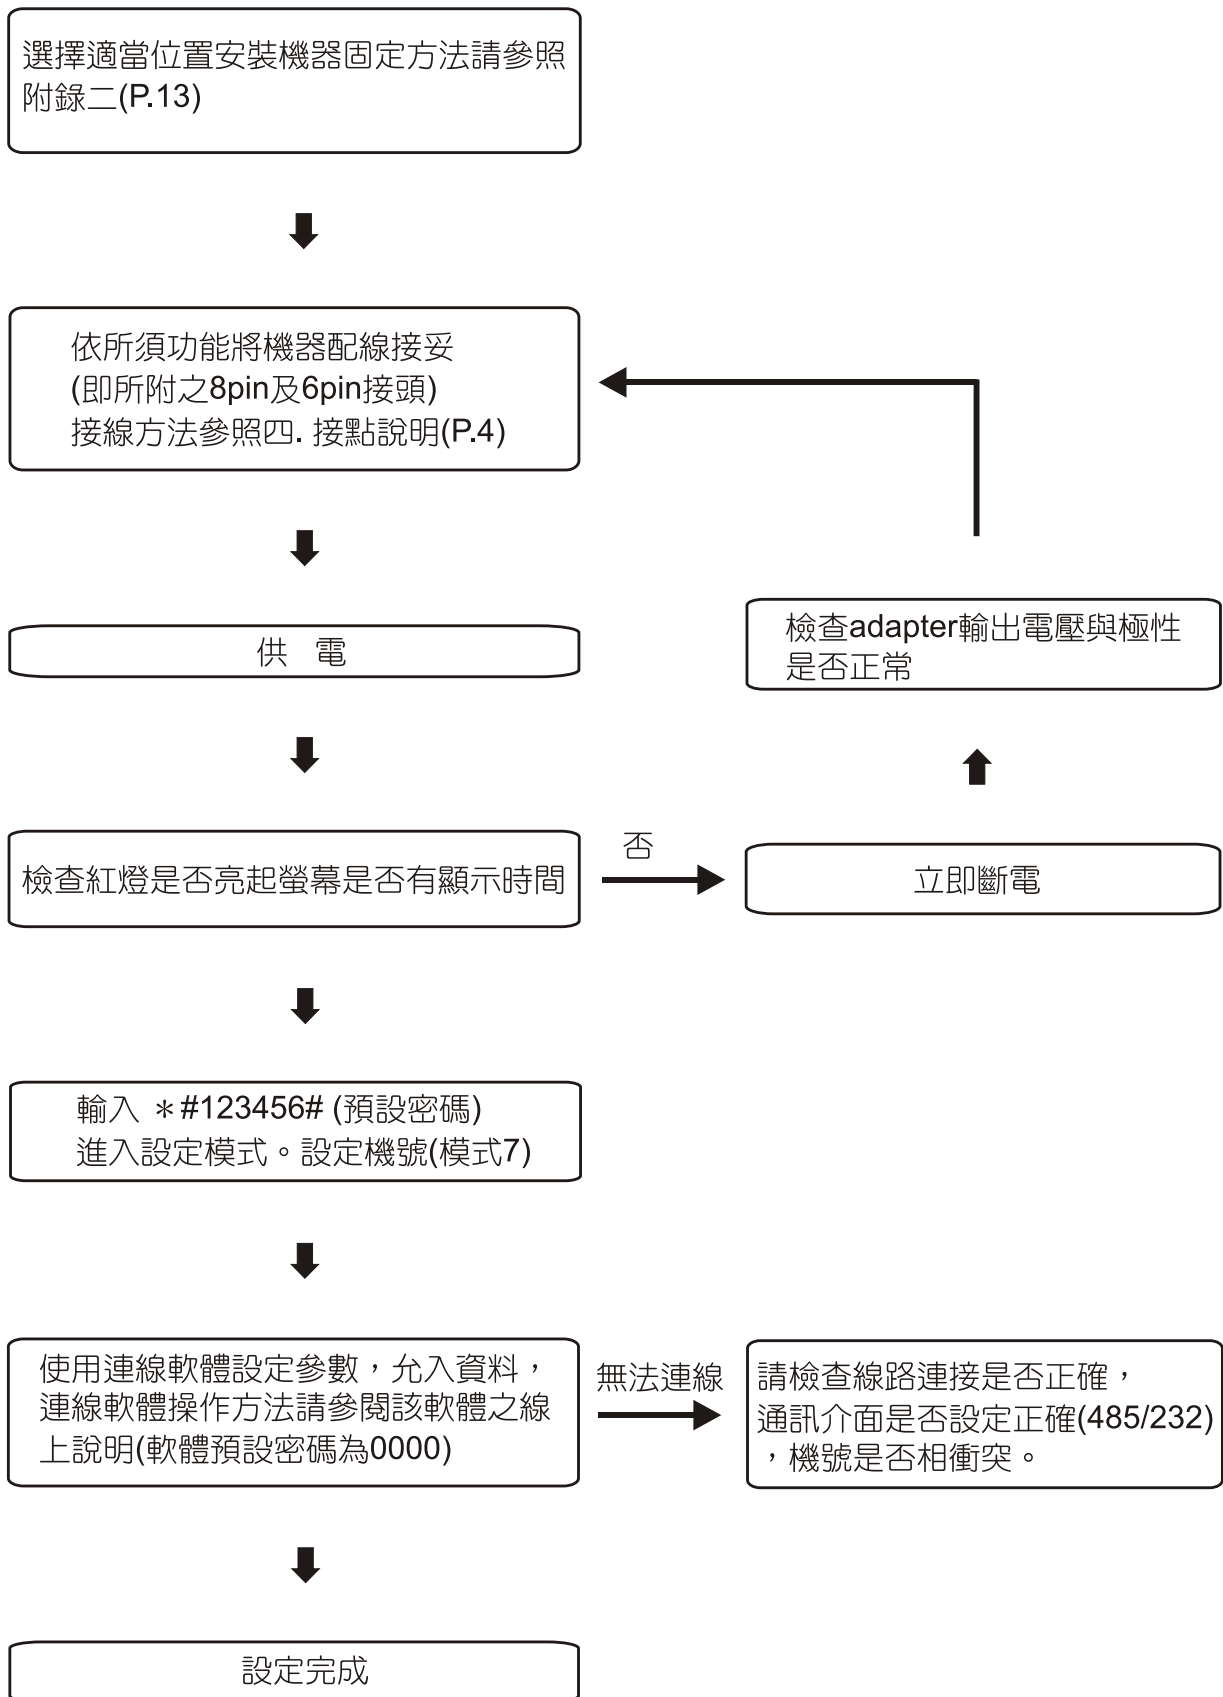 選擇適當位置安裝機器固定方法請參照
附錄二(P.13)
依所須功能將機器配線接妥
(即所附之8pin及6pin接頭)
接線方法參照四. 接點說明(P.4)
供 電
檢查adapter輸出電壓與極性
是否正常
檢查紅燈是否亮起螢幕是否有顯示時間
否
立即斷電
輸入 *#123456# (預設密碼)
進入設定模式。設定機號(模式7)
使用連線軟體設定參數，允入資料，
連線軟體操作方法請參閱該軟體之線
上說明(軟體預設密碼為0000)
無法連線
請檢查線路連接是否正確，
通訊介面是否設定正確(485/232)
，機號是否相衝突。
設定完成